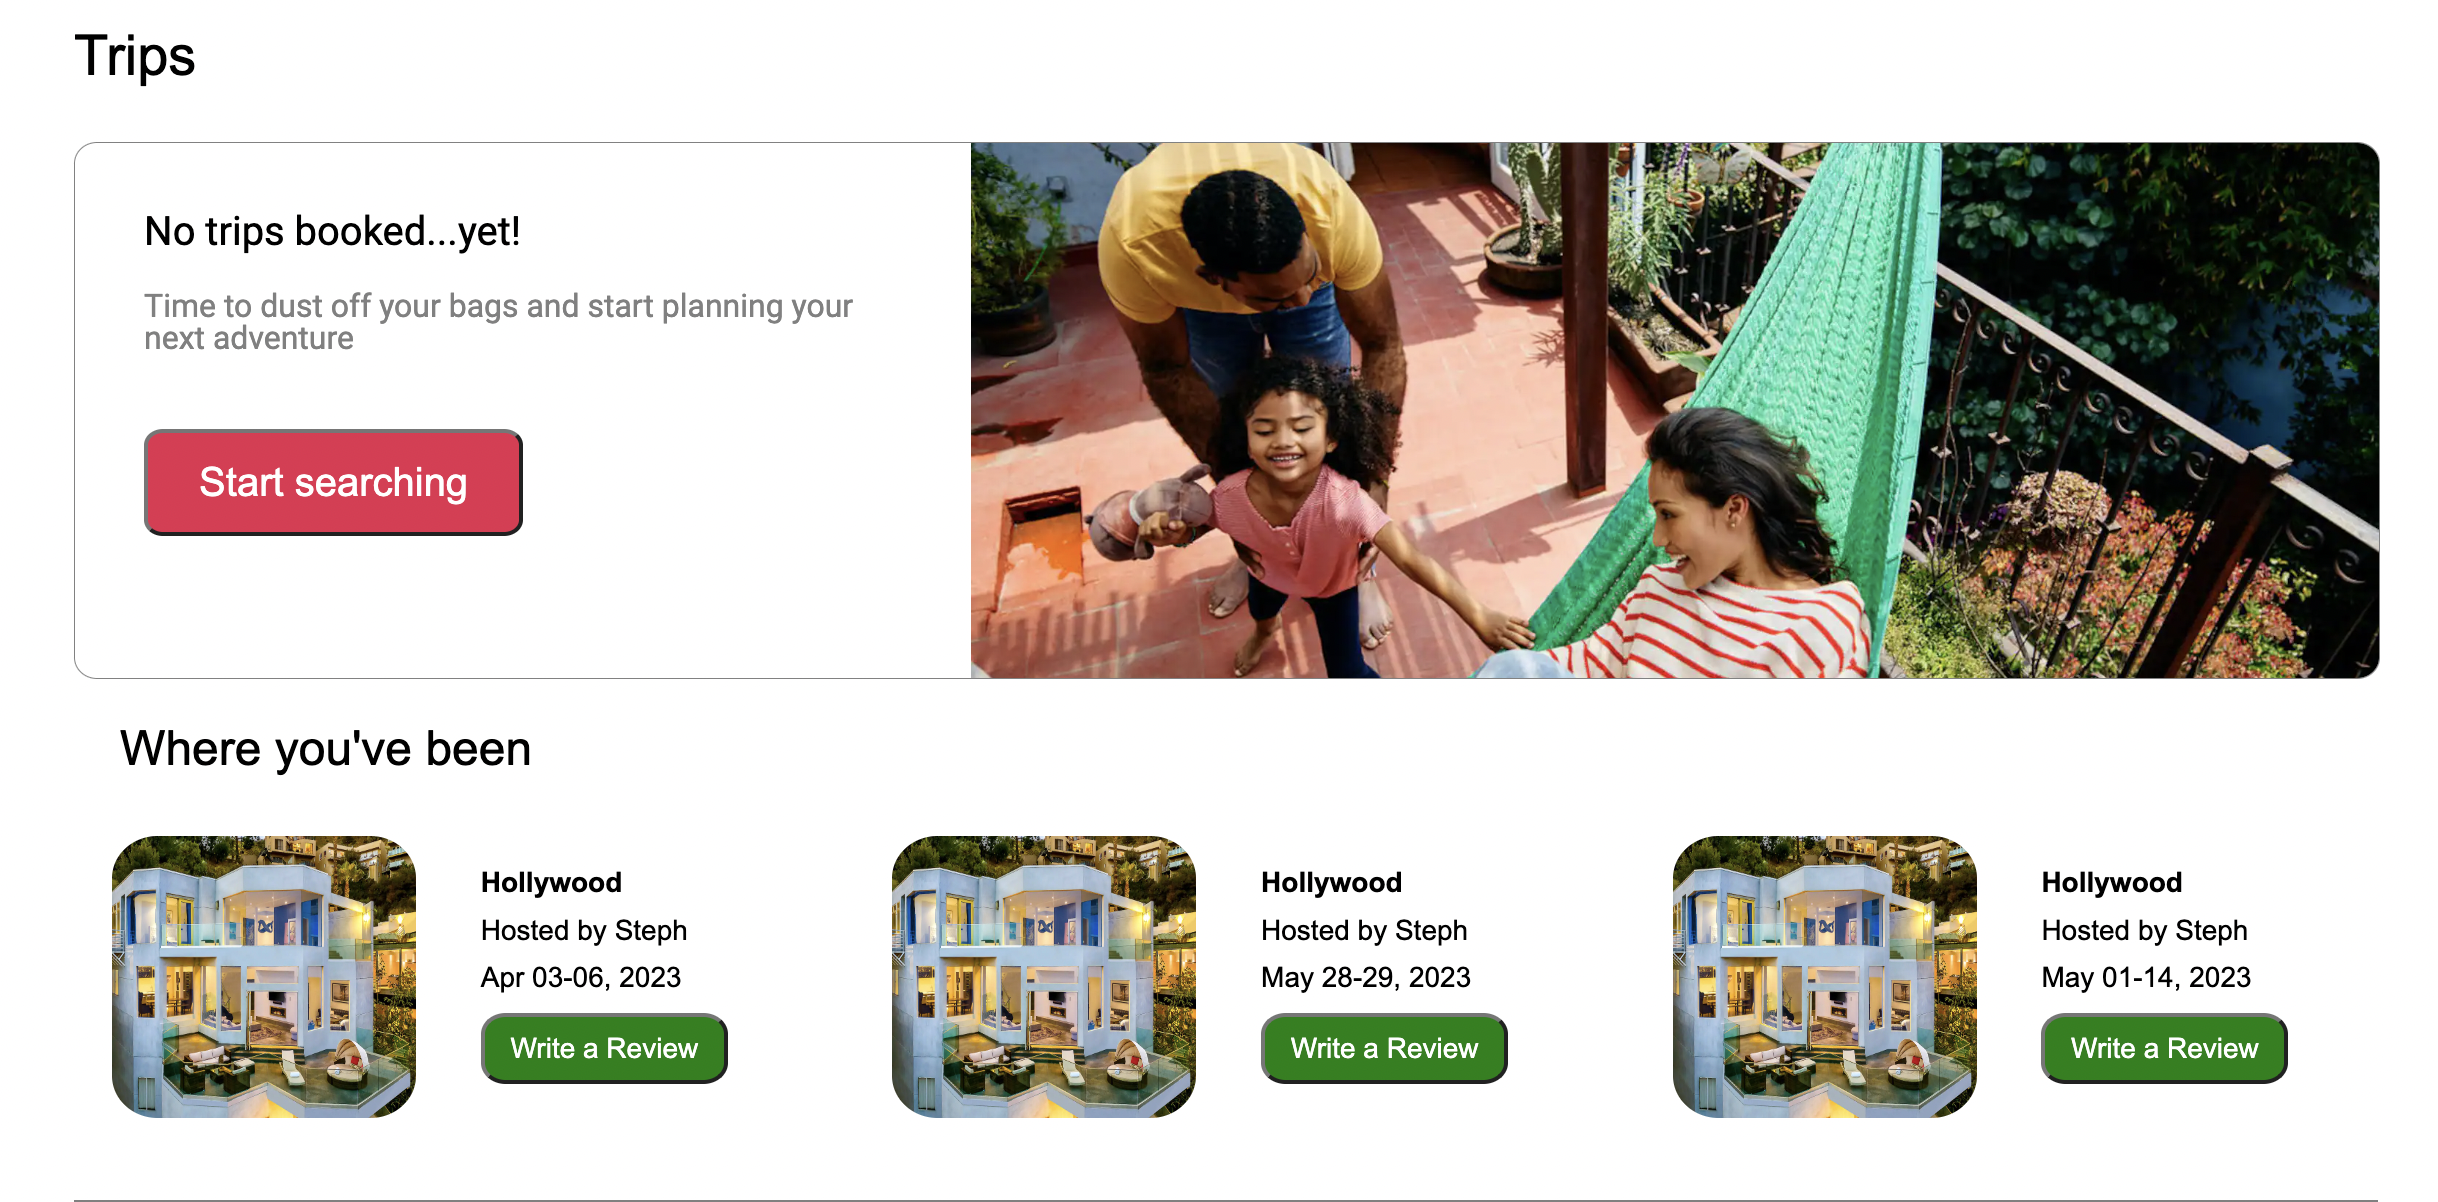 Trips
No trips booked...yet!
Time to dust off your bags and start planning your
next adventure
Start searching
Where you've been
Hollywood
Hosted by Steph
Apr 03-06, 2023
Write a Review
Hollywood
Hosted by Steph
May 28-29, 2023
Write a Review
Hollywood
Hosted by Steph
May 01-14, 2023
Write a Review